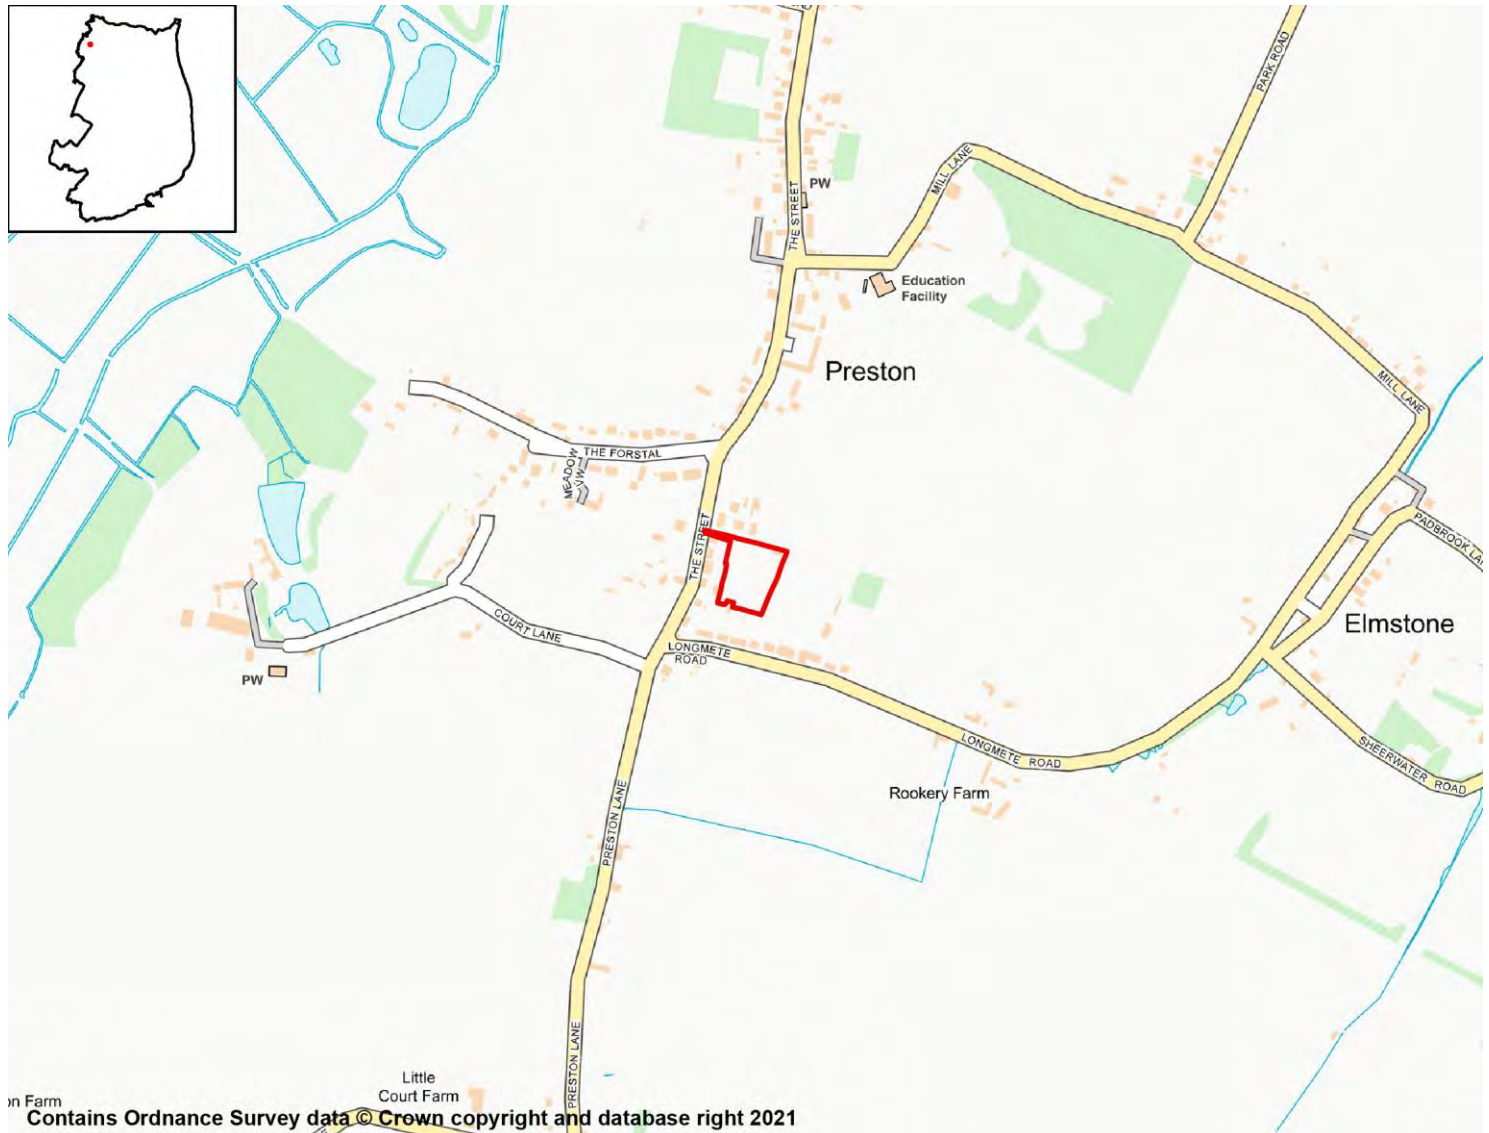 PARK ROAD
MILL LANE
PW
THE STREET
Education
Facility
Preston
MILL LANE
THE FORSTAL
MEADOW
VW
THE STREET
PADBROOK LA
Elmstone
COURT LANE
LONGMETE
ROAD
PW
LONGMETE ROAD
SHEERWATER ROAD
Rookery Farm
PRESTON LANE
PRESTON LANE
Little
Court Farm
on Farm
Contains Ordnance Survey data © Crown copyright and database right 2021